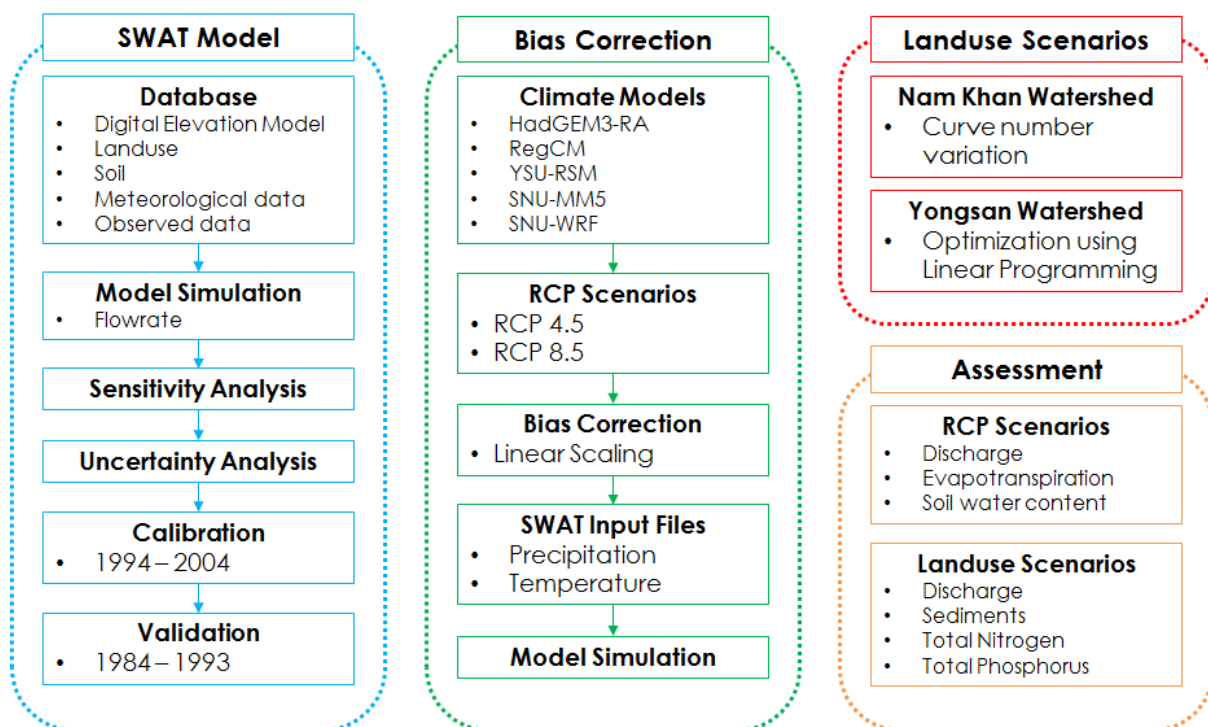 SWAT Model
Database
• Digital Elevation Model
• Landuse
• Soil
• Meteorological data
• Observed data
Model Simulation
• Flowrate
Sensitivity Analysis
Uncertainty Analysis
Calibration
• 1994 – 2004
Validation
• 1984 – 1993
Bias Correction
Climate Models
• HadGEM3-RA
• RegCM
• YSU-RSM
• SNU-MM5
• SNU-WRF
RCP Scenarios
• RCP 4.5
• RCP 8.5
Bias Correction
• Linear Scaling
SWAT Input Files
• Precipitation
• Temperature
Model Simulation
Landuse Scenarios
Nam Khan Watershed
• Curve number
variation
Yongsan Watershed
• Optimization using
Linear Programming
Assessment
RCP Scenarios
• Discharge
• Evapotranspiration
• Soil water content
Landuse Scenarios
• Discharge
• Sediments
• Total Nitrogen
• Total Phosphorus